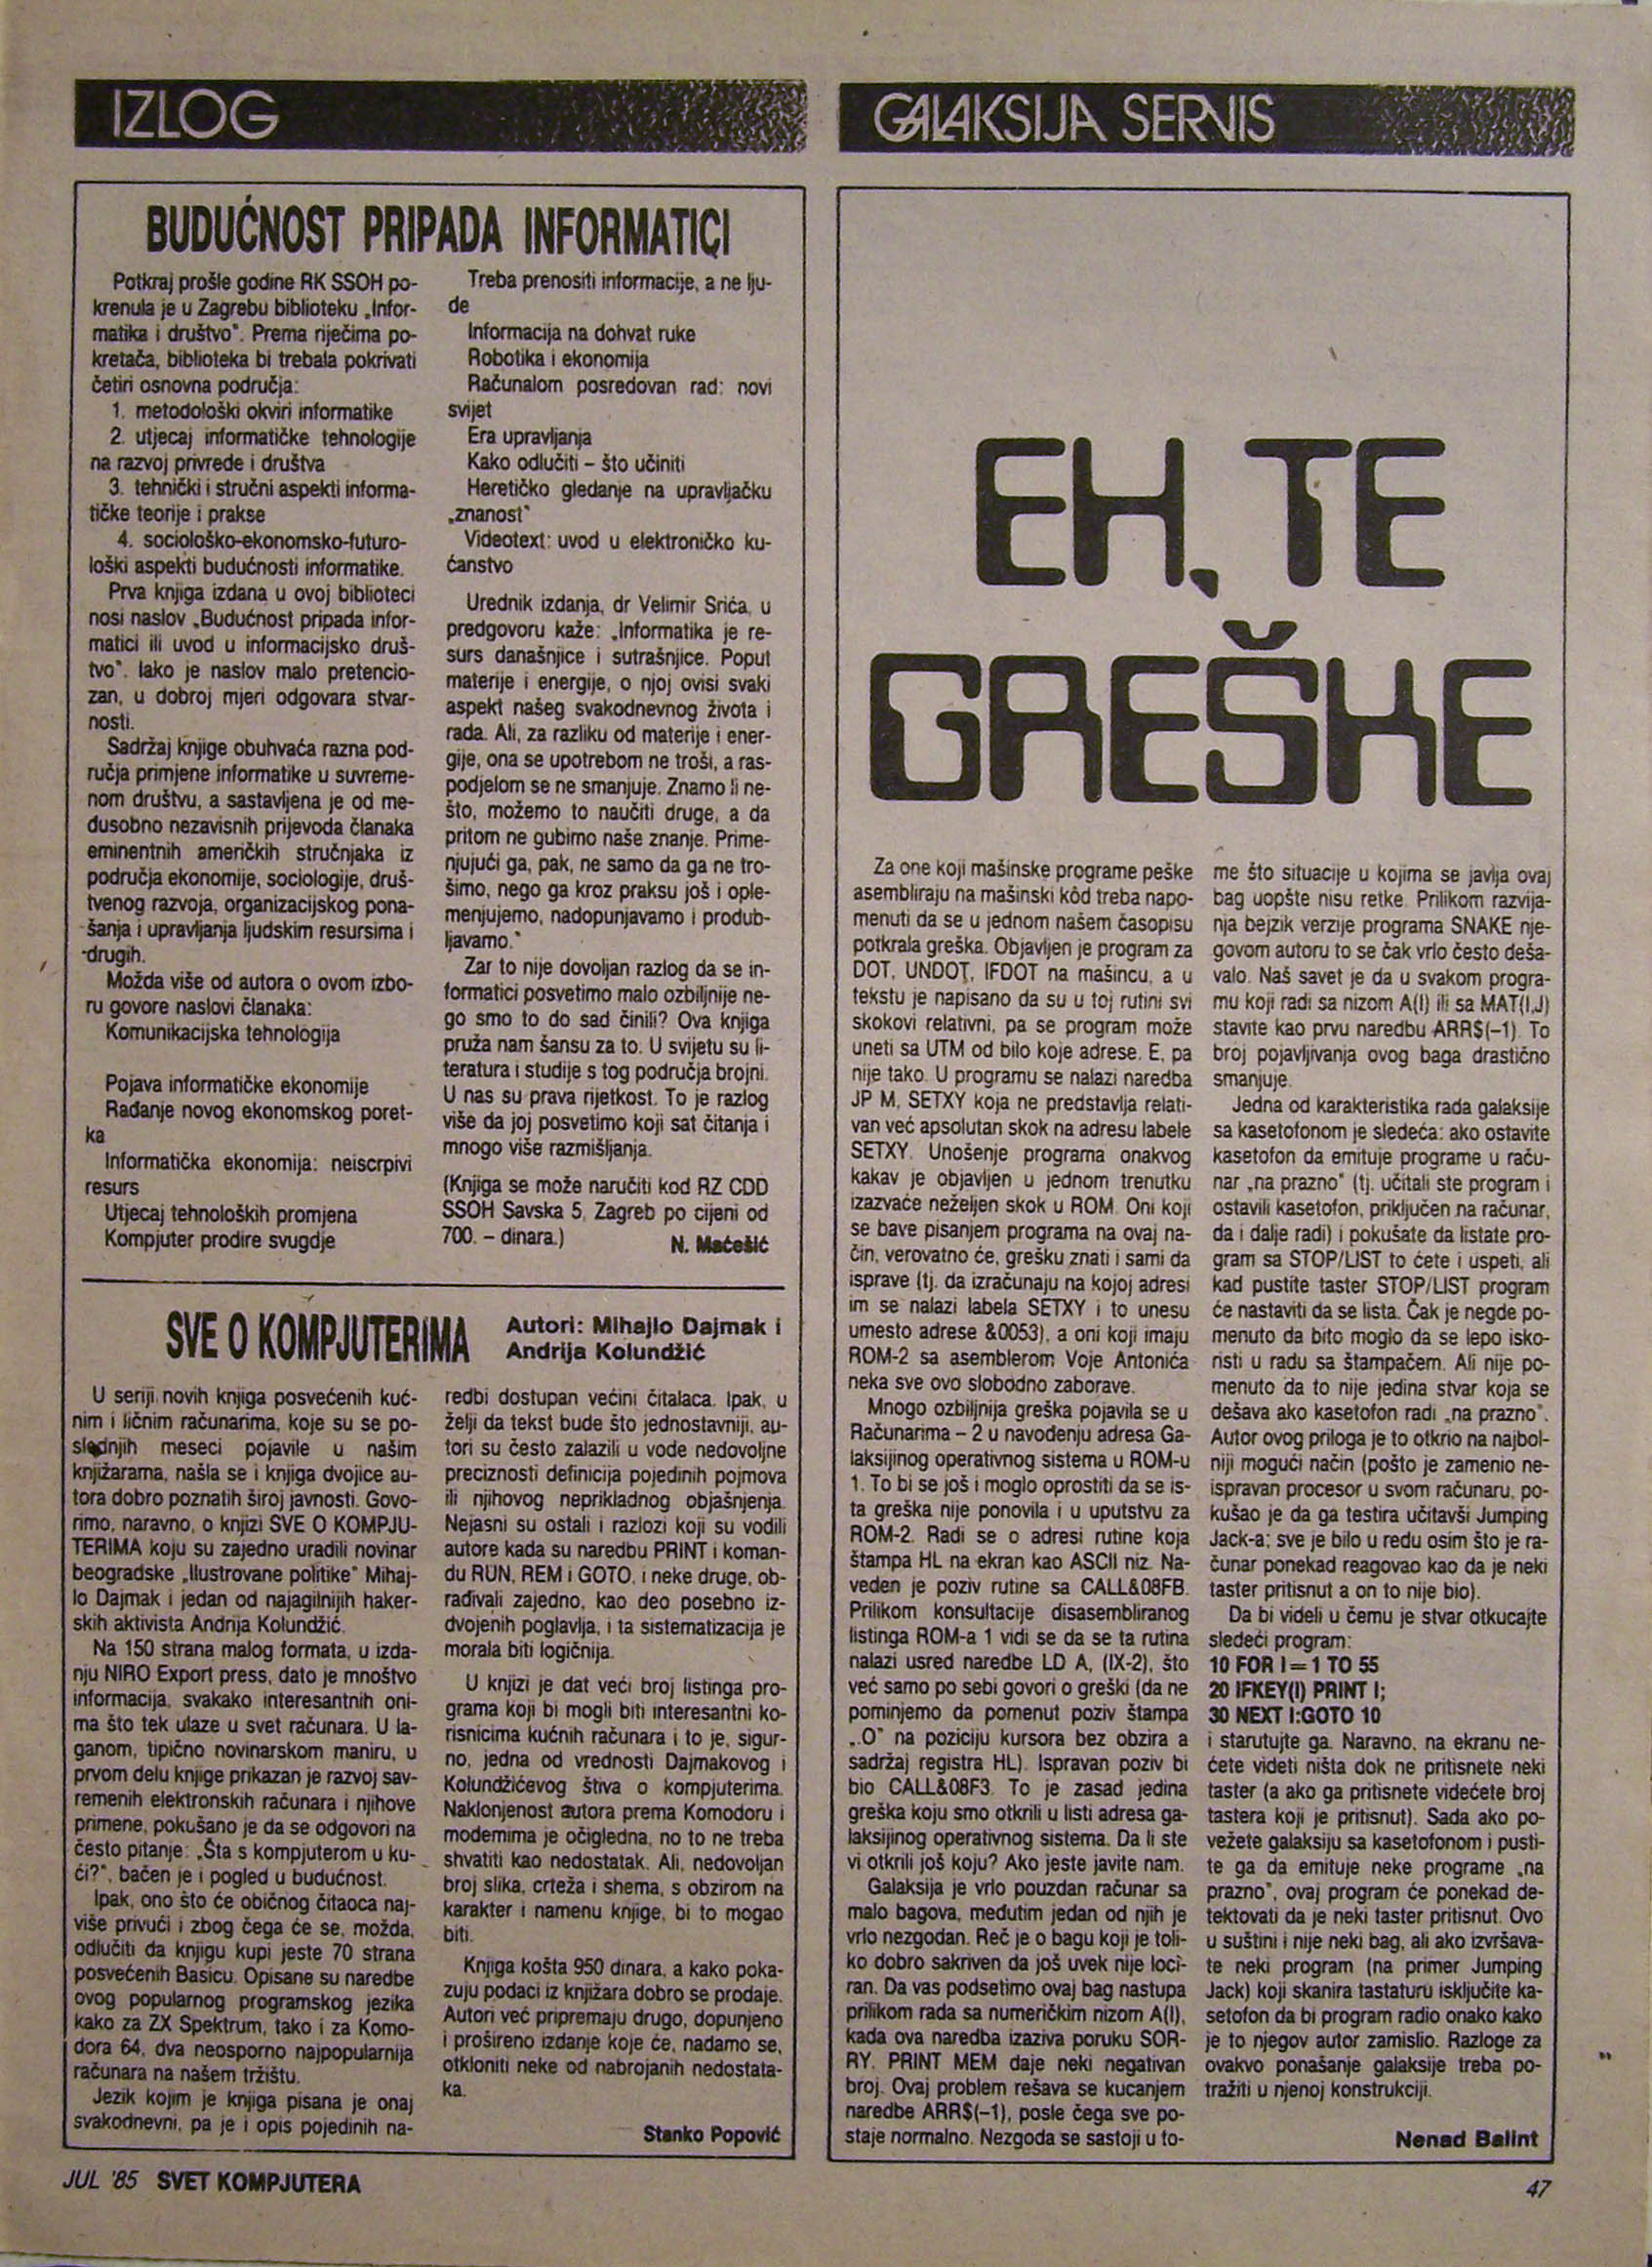 IZLOG
BUDUĆNOST PRIPADA INFORMATICI
Potkraj prošle godine RK SSOH po-
krenula je u Zagrebu biblioteku „Infor-
matika i društvo". Prema riječima po-
kretača, biblioteka bi trebala pokrivati
četiri osnovna područja:
1. metodološki okviri informatike
2. utjecaj informatičke tehnologije
na razvoj privrede i društva
3. tehnički i stručni aspekti informa-
tičke teorije i prakse
4. sociološko-ekonomsko-futuro-
loški aspekti budućnosti informatike.
Prva knjiga izdana u ovoj biblioteci
nosi naslov „Budućnost pripada infor-
matici ili uvod u informacijsko druš-
tvo". Iako je naslov malo pretencio-
zan, u dobroj mjeri odgovara stvar-
nosti.
Sadržaj knjige obuhvaća razna pod-
ručja primjene informatike u suvreme-
nom društvu, a sastavljena je od me-
đusobno nezavisnih prijevoda članaka
eminentnih američkih stručnjaka iz
područja ekonomije, sociologije, druš-
tvenog razvoja, organizacijskog pona-
šanja i upravljanja ljudskim resursima i
drugih.
Možda više od autora o ovom izbo-
ru govore naslovi članaka:
Komunikacijska tehnologija
Pojava informatičke ekonomije
Rađanje novog ekonomskog poret-
ka
Informatička ekonomija: neiscrpivi
resurs
Utjecaj tehnoloških promjena
Kompjuter prodire svugdje
Treba prenositi informacije, a ne lju-
de
Informacija na dohvat ruke
Robotika i ekonomija
Računalom posredovan rad: novi
svijet
Era upravljanja
Kako odlučiti – što učiniti
Heretičko gledanje na upravljačku
„znanost"
Videotext: uvod u elektroničko ku-
ćanstvo
Urednik izdanja, dr Velimir Srića, u
predgovoru kaže: „Informatika je re-
surs današnjice i sutrašnjice. Poput
materije i energije, o njoj ovisi svaki
aspekt našeg svakodnevnog života i
rada. Ali, za razliku od materije i ener-
gije, ona se upotrebom ne troši, a ras-
podjelom se ne smanjuje. Znamo li ne-
što, možemo to naučiti druge, a da
pritom ne gubimo naše znanje. Prime-
njujući ga, pak, ne samo da ga ne tro-
šimo, nego ga kroz praksu još i ople-
menjujemo, nadopunjavamo i produb-
ljavamo."
Zar to nije dovoljan razlog da se in-
formatici posvetimo malo ozbiljnije ne-
go smo to do sad činili? Ova knjiga
pruža nam šansu za to. U svijetu su li-
teratura i studije s tog područja brojni.
U nas su prava rijetkost. To je razlog
više da joj posvetimo koji sat čitanja i
mnogo više razmišljanja.
(Knjiga se može naručiti kod RZ CDD
SSOH Savska 5, Zagreb po cijeni od
700. – dinara.)
N. Maćešić
SVE O KOMPJUTERIMA
Autori: Mihajlo Dajmak i
Andrija Kolundžić
U seriji novih knjiga posvećenih kuć-
nim i ličnim računarima, koje su se po-
slednjih meseci pojavile u našim
knjižarama, našla se i knjiga dvojice au-
tora dobro poznatih široj javnosti. Govo-
rimo, naravno, o knjizi SVE O KOMPJU-
TERIMA koju su zajedno uradili novinar
beogradske „Ilustrovane politike" Mihaj-
lo Dajmak i jedan od najagilnijih haker-
skih aktivista Andrija Kolundžić.
Na 150 strana malog formata, u izda-
nju NIRO Export press, dato je mnoštvo
informacija, svakako interesantnih oni-
ma što tek ulaze u svet računara. U la-
ganom, tipično novinarskom maniru, u
prvom delu knjige prikazan je razvoj sav-
remenih elektronskih računara i njihove
primene, pokušano je da se odgovori na
često pitanje: „Šta s kompjuterom u ku-
ći?", bačen je i pogled u budućnost.
Ipak, ono što će običnog čitaoca naj-
više privući i zbog čega će se, možda,
odlučiti da knjigu kupi jeste 70 strana
posvećenih Basicu. Opisane su naredbe
ovog popularnog programskog jezika
kako za ZX Spektrum, tako i za Komo-
dora 64, dva neosporno najpopularnija
računara na našem tržištu.
Jezik kojim je knjiga pisana je onaj
svakodnevni, pa je i opis pojedinih na-
redbi dostupan većini čitalaca. Ipak, u
želji da tekst bude što jednostavniji, au-
tori su često zalazili u vode nedovoljne
preciznosti definicija pojedinih pojmova
ili njihovog neprikladnog objašnjenja.
Nejasni su ostali i razlozi koji su vodili
autore kada su naredbu PRINT i koman-
du RUN, REM i GOTO, i neke druge, ob-
rađivali zajedno, kao deo posebno iz-
dvojenih poglavlja, i ta sistematizacija je
morala biti logičnija.
U knjizi je dat veći broj listinga pro-
grama koji bi mogli biti interesantni ko-
risnicima kućnih računara i to je, sigur-
no, jedna od vrednosti Dajmakovog i
Kolundžićevog štiva o kompjuterima.
Naklonjenost autora prema Komodoru i
modemima je očigledna, no to ne treba
shvatiti kao nedostatak. Ali, nedovoljan
broj slika, crteža i shema, s obzirom na
karakter i namenu knjige, bi to mogao
biti.
Knjiga košta 950 dinara, a kako poka-
zuju podaci iz knjižara dobro se prodaje.
Autori već pripremaju drugo, dopunjeno
i prošireno izdanje koje će, nadamo se,
otkloniti neke od nabrojanih nedostata-
ka.
Stanko Popović
GALAKSIJA SERVIS
EH, TE
GREŠKE
Za one koji mašinske programe peške
asembliraju na mašinski kôd treba napo-
menuti da se u jednom našem časopisu
potkrala greška. Objavljen je program za
DOT, UNDOT, IFDOT na mašincu, a u
tekstu je napisano da su u toj rutini svi
skokovi relativni, pa se program može
uneti sa UTM od bilo koje adrese. E, pa
nije tako. U programu se nalazi naredba
JP M, SETXY koja ne predstavlja relati-
van već apsolutan skok na adresu labele
SETXY. Unošenje programa onakvog
kakav je objavljen u jednom trenutku
izazvaće neželjen skok u ROM. Oni koji
se bave pisanjem programa na ovaj na-
čin, verovatno će, grešku znati i sami da
isprave (tj. da izračunaju na kojoj adresi
im se nalazi labela SETXY i to unesu
umesto adrese &0053), a oni koji imaju
ROM-2 sa asemblerom Voje Antonića
neka sve ovo slobodno zaborave.
Mnogo ozbiljnija greška pojavila se u
Računarima – 2 u navođenju adresa Ga-
laksijinog operativnog sistema u ROM-u
1. To bi se još i moglo oprostiti da se is-
ta greška nije ponovila i u uputstvu za
ROM-2. Radi se o adresi rutine koja
štampa HL na ekran kao ASCII niz. Na-
veden je poziv rutine sa CALL&08FB.
Prilikom konsultacije disasembliranog
listinga ROM-a 1 vidi se da se ta rutina
nalazi usred naredbe LD A, (IX-2), što
već samo po sebi govori o greški (da ne
pominjemo da pomenut poziv štampa
„.O" na poziciju kursora bez obzira a
sadržaj registra HL). Ispravan poziv bi
bio CALL&08F3. To je zasad jedina
greška koju smo otkrili u listi adresa ga-
laksijinog operativnog sistema. Da li ste
vi otkrili još koju? Ako jeste javite nam.
Galaksija je vrlo pouzdan računar sa
malo bagova, međutim jedan od njih je
vrlo nezgodan. Reč je o bagu koji je toli-
ko dobro sakriven da još uvek nije loci-
ran. Da vas podsetimo ovaj bag nastupa
prilikom rada sa numeričkim nizom A(I),
kada ova naredba izaziva poruku SOR-
RY. PRINT MEM daje neki negativan
broj. Ovaj problem rešava se kucanjem
naredbe ARR$(–1), posle čega sve po-
staje normalno. Nezgoda se sastoji u to-
me što situacije u kojima se javlja ovaj
bag uopšte nisu retke. Prilikom razvija-
nja bejzik verzije programa SNAKE nje-
govom autoru to se čak vrlo često deša-
valo. Naš savet je da u svakom progra-
mu koji radi sa nizom A(I) ili sa MAT(I,J)
stavite kao prvu naredbu ARR$(–1). To
broj pojavljivanja ovog baga drastično
smanjuje.
Jedna od karakteristika rada galaksije
sa kasetofonom je sledeća: ako ostavite
kasetofon da emituje programe u raču-
nar „na prazno" (tj. učitali ste program i
ostavili kasetofon, priključen na računar,
da i dalje radi) i pokušate da listate pro-
gram sa STOP/LIST to ćete i uspeti, ali
kad pustite taster STOP/LIST program
će nastaviti da se lista. Čak je negde po-
menuto da bi to moglo da se lepo isko-
risti u radu sa štampačem. Ali nije po-
menuto da to nije jedina stvar koja se
dešava ako kasetofon radi „na prazno".
Autor ovog priloga je to otkrio na najbol-
niji mogući način (pošto je zamenio ne-
ispravan procesor u svom računaru, po-
kušao je da ga testira učitavši Jumping
Jack-a; sve je bilo u redu osim što je ra-
čunar ponekad reagovao kao da je neki
taster pritisnut a on to nije bio).
Da bi videli u čemu je stvar otkucajte
sledeći program:
10 FOR I=1 TO 55
20 IFKEY(I) PRINT I;
30 NEXT I:GOTO 10
i starutujte ga. Naravno, na ekranu ne-
ćete videti ništa dok ne pritisnete neki
taster (a ako ga pritisnete videćete broj
tastera koji je pritisnut). Sada ako po-
vežete galaksiju sa kasetofonom i pusti-
te ga da emituje neke programe „na
prazno", ovaj program će ponekad de-
tektovati da je neki taster pritisnut. Ovo
u suštini i nije neki bag, ali ako izvršava-
te neki program (na primer Jumping
Jack) koji skanira tastaturu isključite ka-
setofon da bi program radio onako kako
je to njegov autor zamislio. Razloge za
ovakvo ponašanje galaksije treba po-
tražiti u njenoj konstrukciji.
Nenad Balint
JUL '85 SVET KOMPJUTERA
47